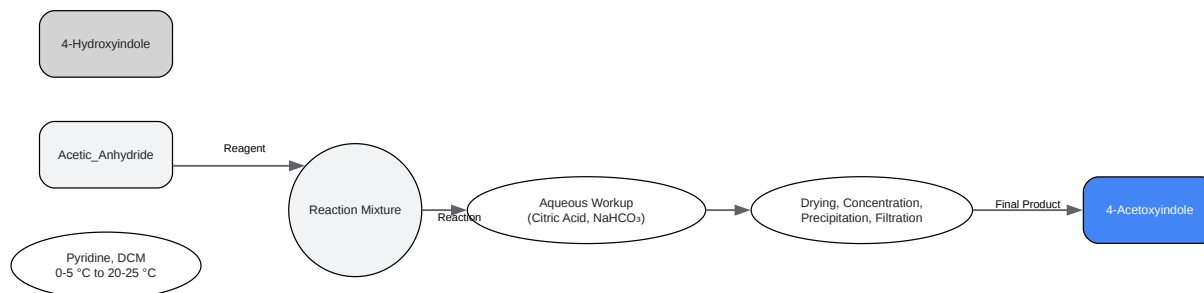 4-Hydroxyindole
Acetic_Anhydride
Reagent
Pyridine, DCM
0-5 °C to 20-25 °C
Reaction Mixture
Reaction
Aqueous Workup
(Citric Acid, NaHCO₃)
Drying, Concentration,
Precipitation, Filtration
Final Product
4-Acetoxyindole